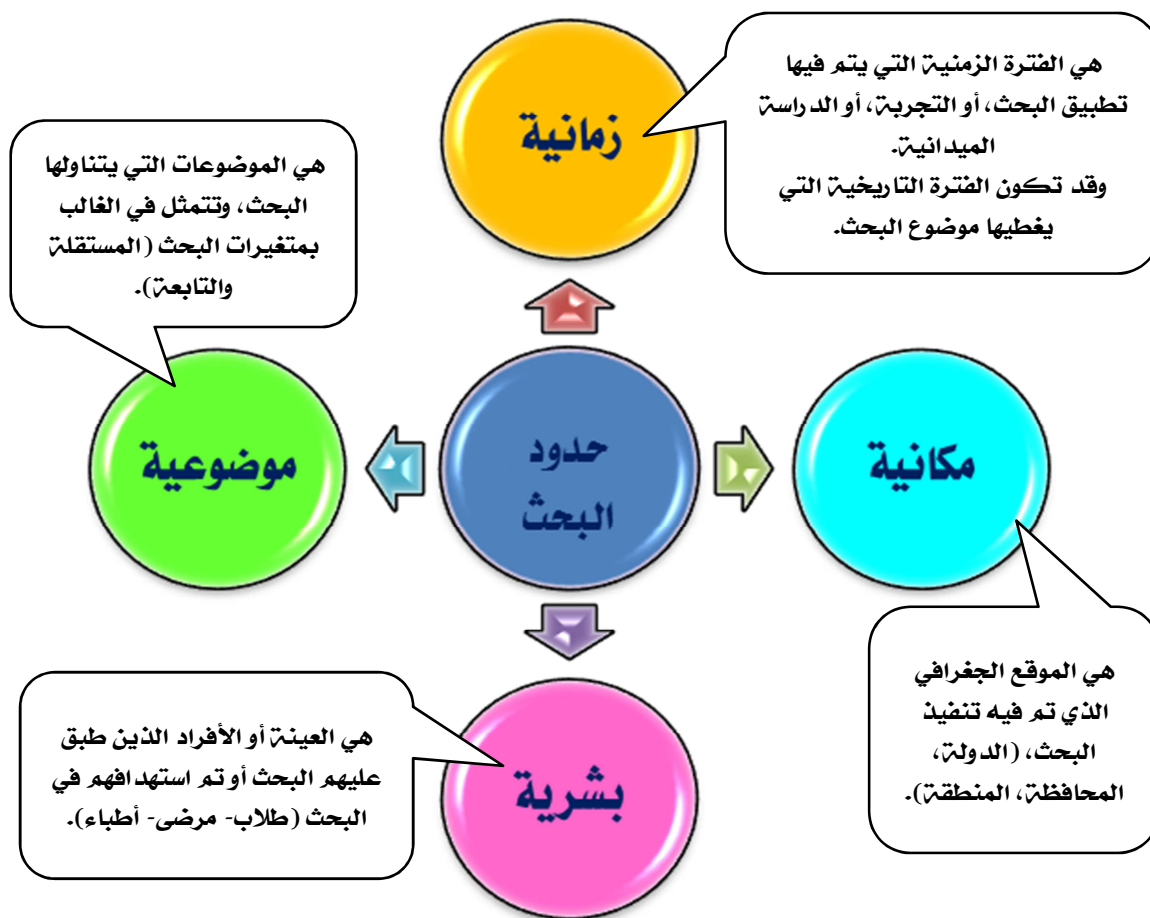 هي الفترة الزمنية التي يتم فيها
تطبيق البحث، أو التجربة، أو الدراسة
الميدانية.
وقد تكون الفترة التاريخية التي
يغطيها موضوع البحث.
زمانية
هي الموضوعات التي يتناولها
البحث، وتتمثل في الغالب
بمتغيرات البحث (المستقلة
والتابعة).
مكانية
حدود
البحث
موضوعية
هي الموقع الجغرافي
الذي تم فيه تنفيذ
البحث، (الدولة،
المحافظة، المنطقة).
بشرية
هي العينة أو الأفراد الذين طبق
عليهم البحث أو تم استهدافهم في
البحث (طلاب- مرضى- أطباء).